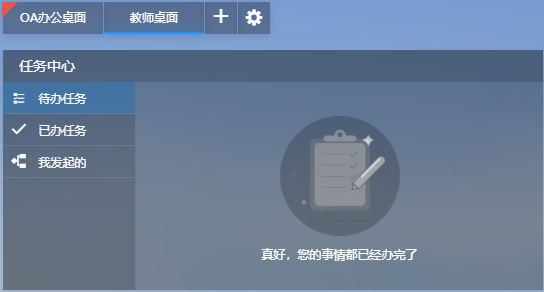 OA办公桌面
教师桌面
任务中心
待办任务
已办任务
我发起的
真好，您的事情都已经办完了